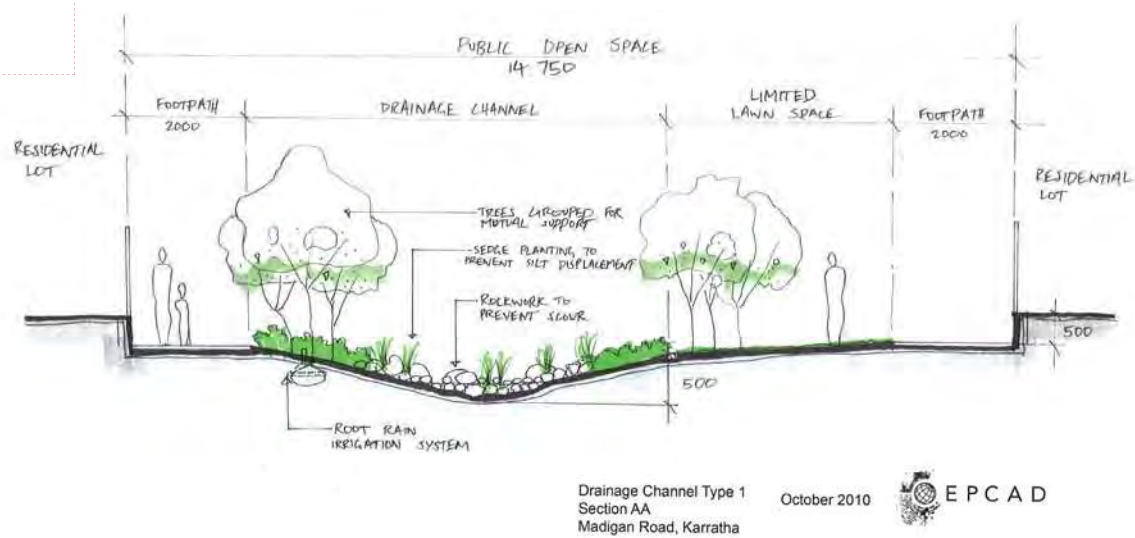 PUBLIC OPEN SPACE
14 750
FOOTPATH
2000
DRAINAGE CHANNEL
LIMITED
LAWN SPACE
FOOTPATH
2000
RESIDENTIAL
LOT
RESIDENTIAL
LOT
TREES GROUPED FOR
MUTUAL SUPPORT
SEDGE PLANTING TO
PREVENT SILT DISPLACEMENT
ROCKWORK TO
PREVENT SCOUR
500
500
ROOT RAIN
IRRIGATION SYSTEM
Drainage Channel Type 1
Section AA
Madigan Road, Karratha
October 2010
EPCAD